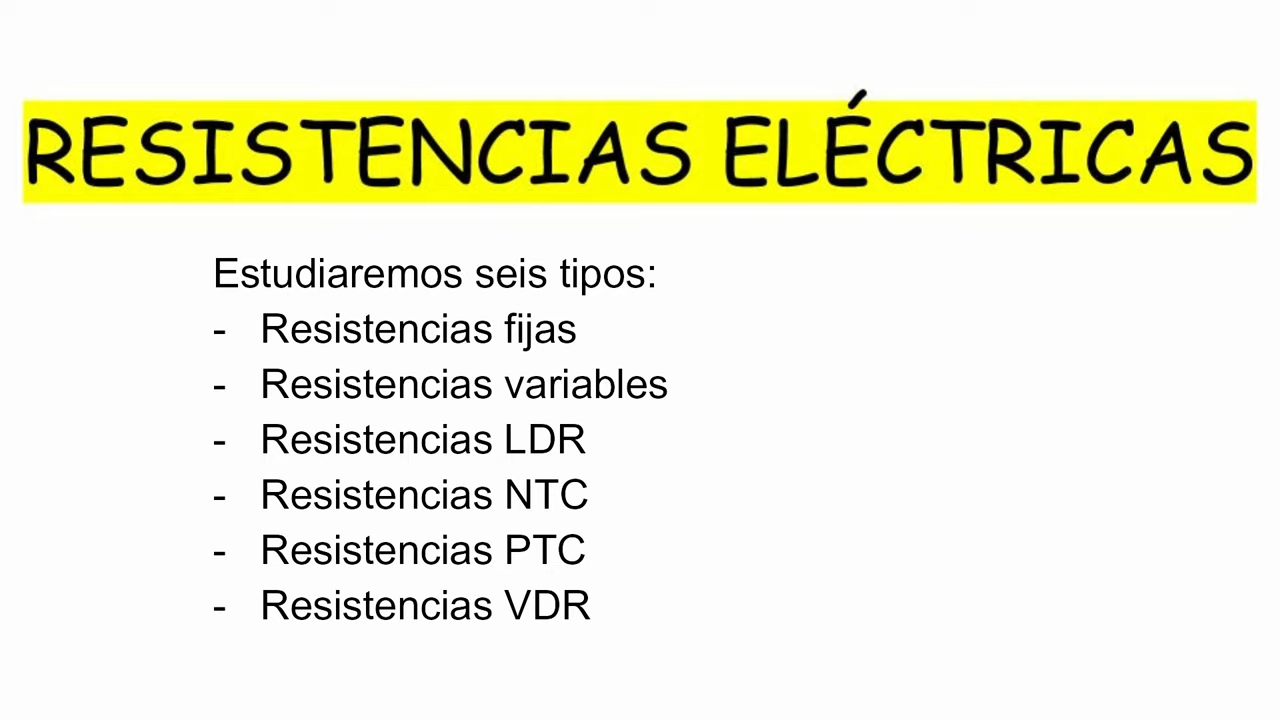 RESISTENCIAS ELÉCTRICAS
Estudiaremos seis tipos:
- Resistencias fijas
- Resistencias variables
- Resistencias LDR
- Resistencias NTC
- Resistencias PTC
- Resistencias VDR